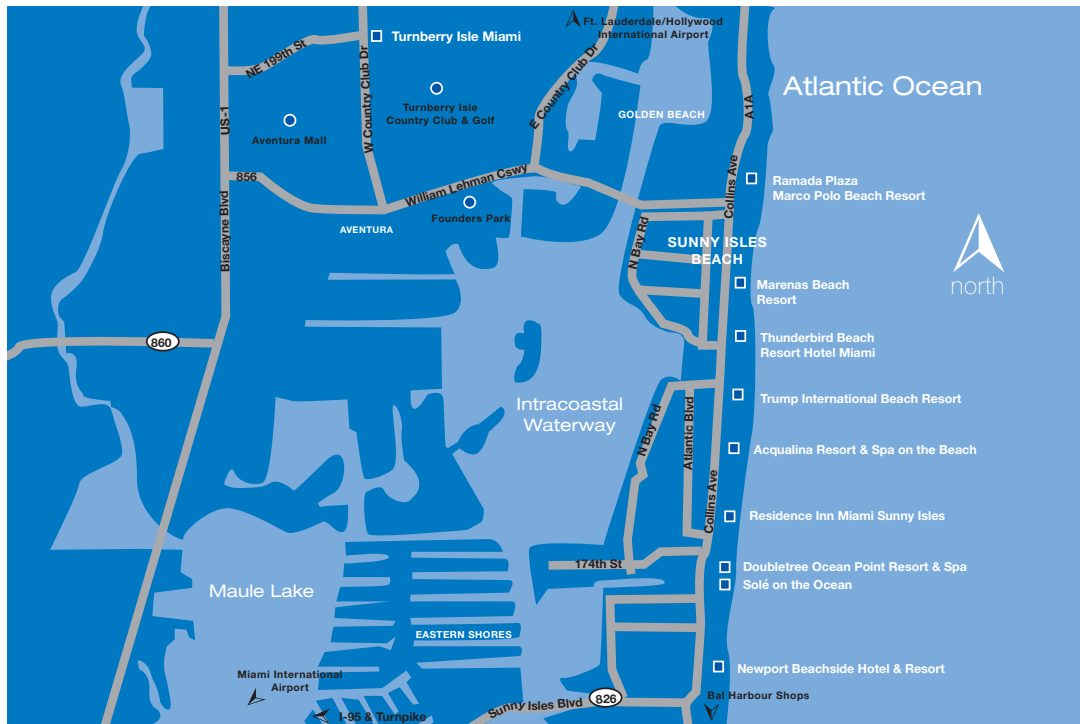 Ft. Lauderdale/Hollywood
International Airport
Turnberry Isle Miami
NE 199th St
W Country Club Dr
E Country Club Dr
Atlantic Ocean
Turnberry Isle
Country Club & Golf
US-1
A1A
GOLDEN BEACH
Aventura Mall
856
William Lehman Cswy
Collins Ave
Ramada Plaza
Marco Polo Beach Resort
Founders Park
AVENTURA
Biscayne Blvd
N Bay Rd
SUNNY ISLES
BEACH
north
Marenas Beach
Resort
860
Thunderbird Beach
Resort Hotel Miami
Intracoastal
Waterway
Trump International Beach Resort
N Bay Rd
Atlantic Blvd
Acqualina Resort & Spa on the Beach
Collins Ave
Residence Inn Miami Sunny Isles
174th St
Doubletree Ocean Point Resort & Spa
Solé on the Ocean
Maule Lake
EASTERN SHORES
Newport Beachside Hotel & Resort
Miami International
Airport
Bal Harbour Shops
826
Sunny Isles Blvd
I-95 & Turnpike